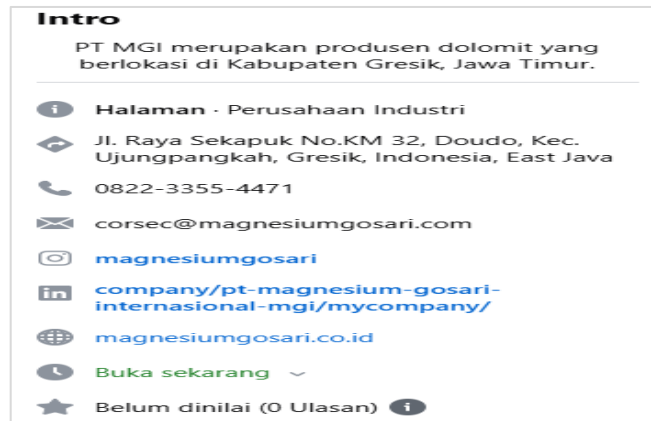 Intro
PT MGI merupakan produsen dolomit yang
berlokasi di Kabupaten Gresik, Jawa Timur.
Halaman · Perusahaan Industri
Jl. Raya Sekapuk No.KM 32, Doudo, Kec.
Ujungpangkah, Gresik, Indonesia, East Java
0822-3355-4471
corsec@magnesiumgosari.com
magnesiumgosari
company/pt-magnesium-gosari-
internasional-mgi/mycompany/
magnesiumgosari.co.id
Buka sekarang
Belum dinilai (0 Ulasan)